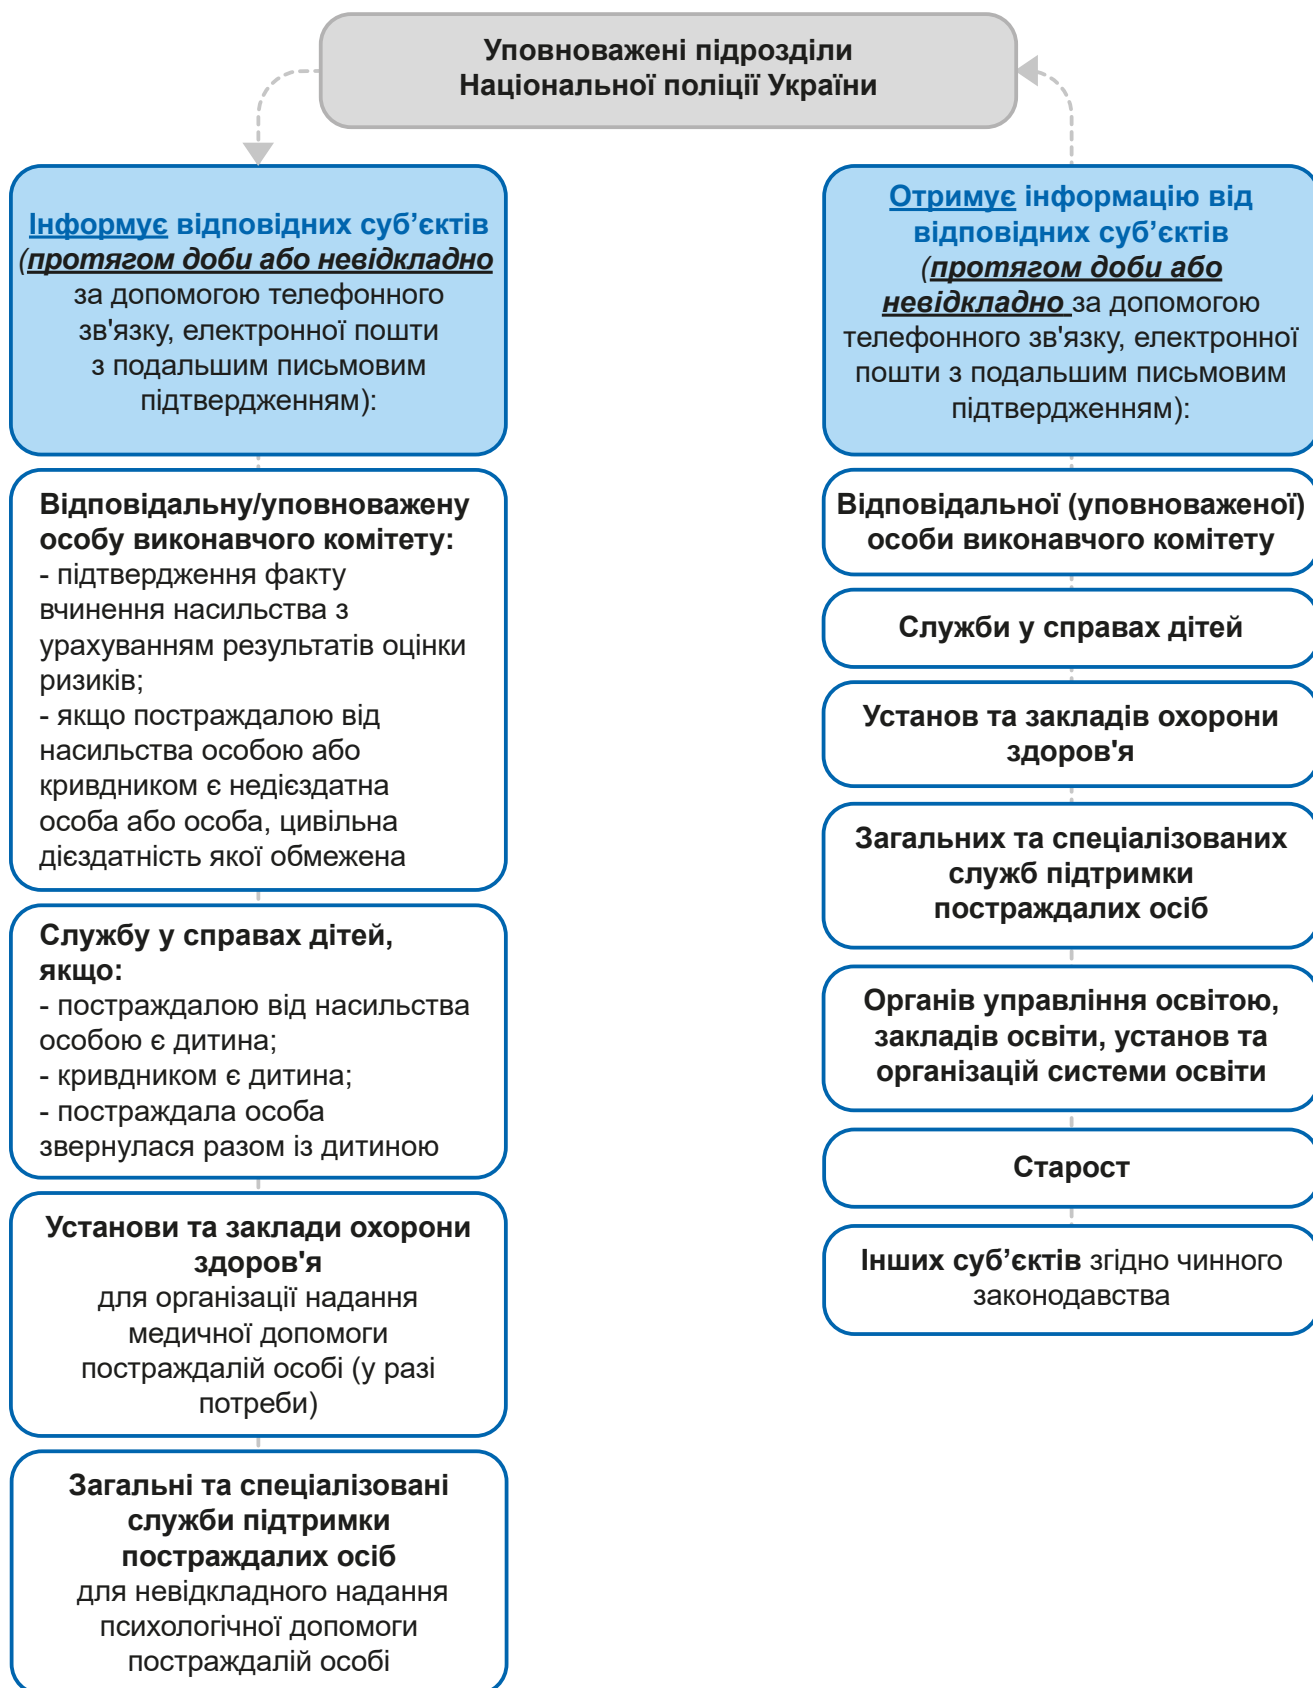 Уповноважені підрозділи
Національної поліції України
Інформує відповідних суб’єктів
(протягом доби або невідкладно
за допомогою телефонного
зв'язку, електронної пошти
з подальшим письмовим
підтвердженням):
Відповідальну/уповноважену
особу виконавчого комітету:
- підтвердження факту
вчинення насильства з
урахуванням результатів оцінки
ризиків;
- якщо постраждалою від
насильства особою або
кривдником є недієздатна
особа або особа, цивільна
дієздатність якої обмежена
Службу у справах дітей,
якщо:
- постраждалою від насильства
особою є дитина;
- кривдником є дитина;
- постраждала особа
звернулася разом із дитиною
Установи та заклади охорони
здоров'я
для організації надання
медичної допомоги
постраждалій особі (у разі
потреби)
Загальні та спеціалізовані
служби підтримки
постраждалих осіб
для невідкладного надання
психологічної допомоги
постраждалій особі
Отримує інформацію від
відповідних суб’єктів
(протягом доби або
невідкладно за допомогою
телефонного зв'язку, електронної
пошти з подальшим письмовим
підтвердженням):
Відповідальної (уповноваженої)
особи виконавчого комітету
Служби у справах дітей
Установ та закладів охорони
здоров'я
Загальних та спеціалізованих
служб підтримки
постраждалих осіб
Органів управління освітою,
закладів освіти, установ та
організацій системи освіти
Старост
Інших суб’єктів згідно чинного
законодавства